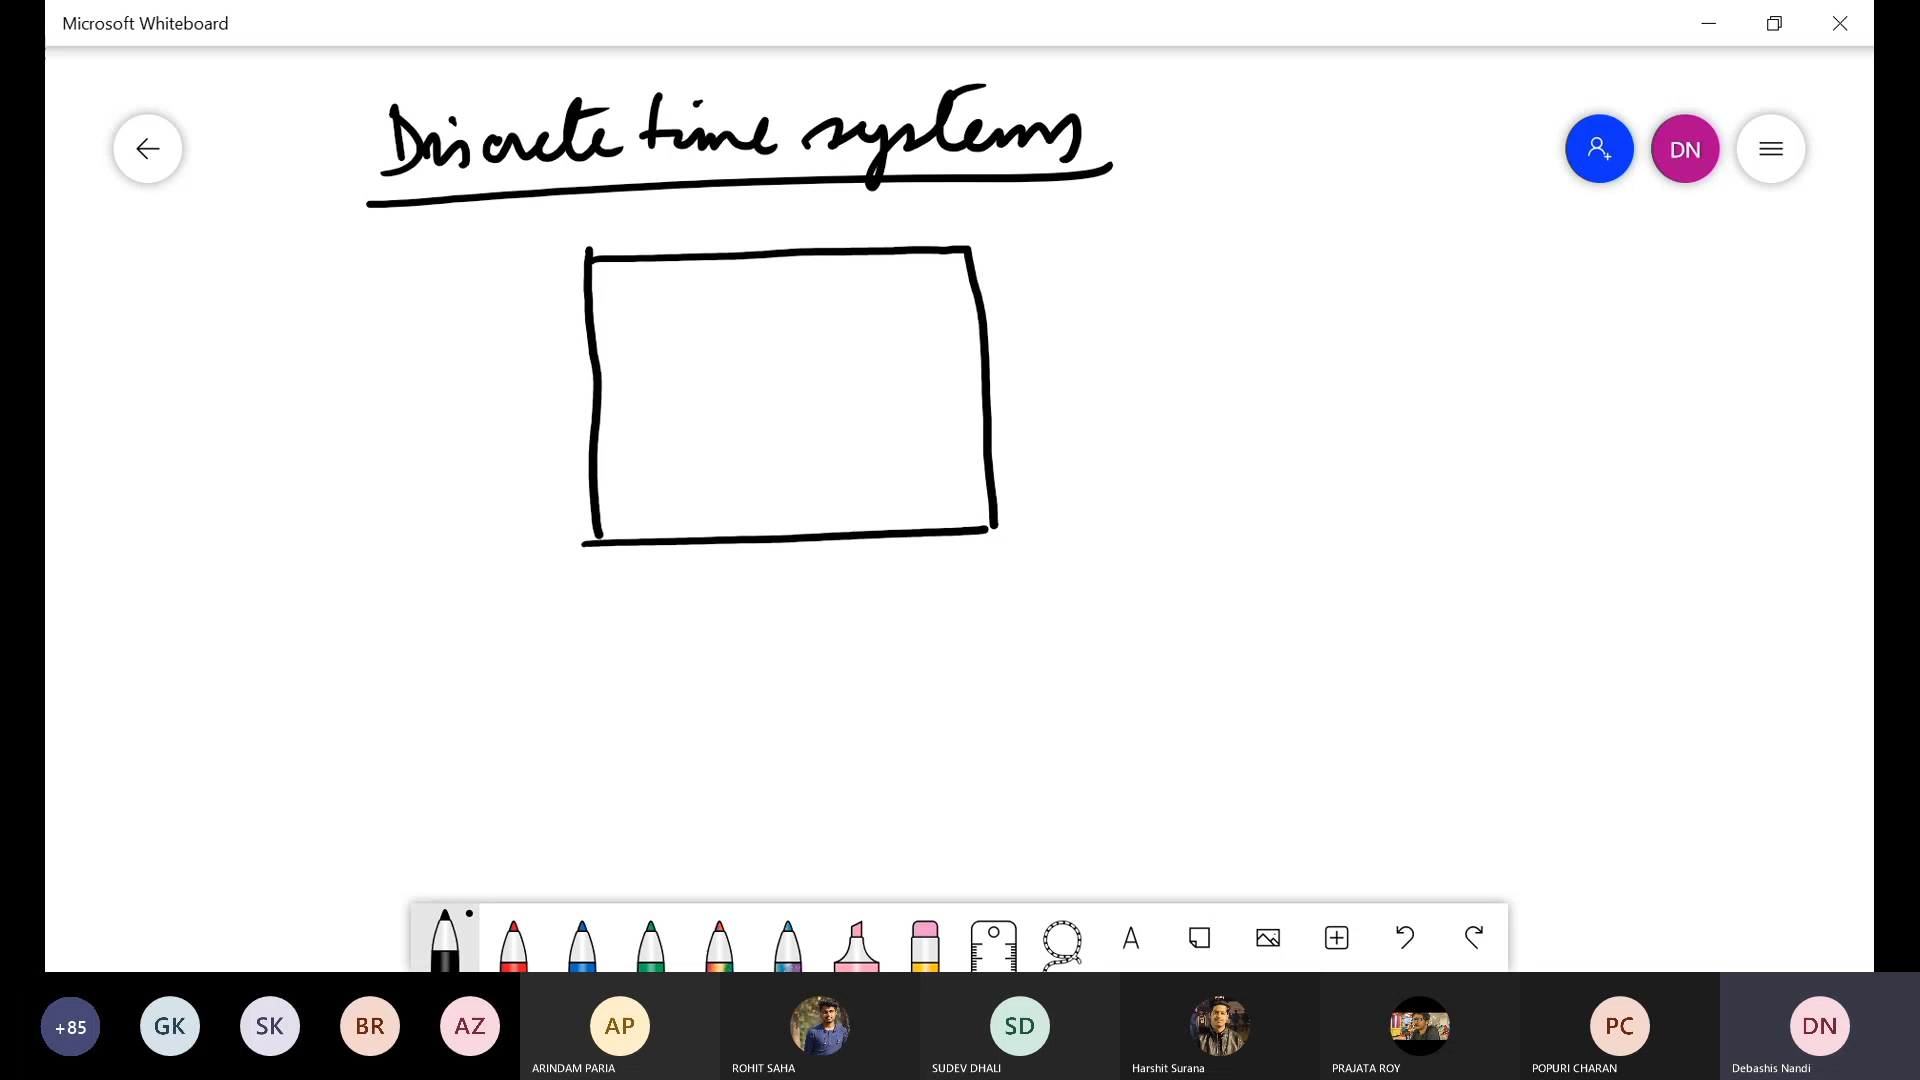 Microsoft Whiteboard
Discrete time systems
DN
+85
GK
SK
BR
AZ
AP
SD
PC
DN
ARINDAM PARIA
ROHIT SAHA
SUDEV DHALI
Harshit Surana
PRAJATA ROY
POPURI CHARAN
Debashis Nandi